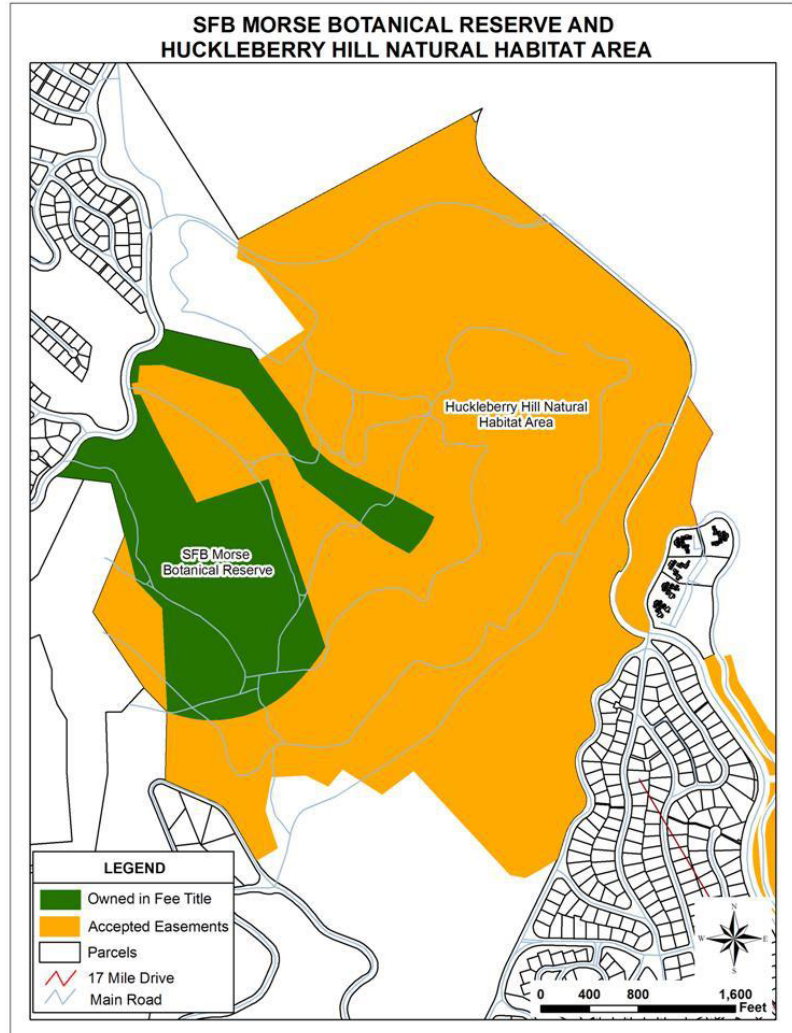 SFB MORSE BOTANICAL RESERVE AND
HUCKLEBERRY HILL NATURAL HABITAT AREA
Huckleberry Hill Natural
Habitat Area
SFB Morse
Botanical Reserve
LEGEND
Owned in Fee Title
Accepted Easements
Parcels
17 Mile Drive
Main Road
N
W
E
S
0 400 800 1,600
Feet